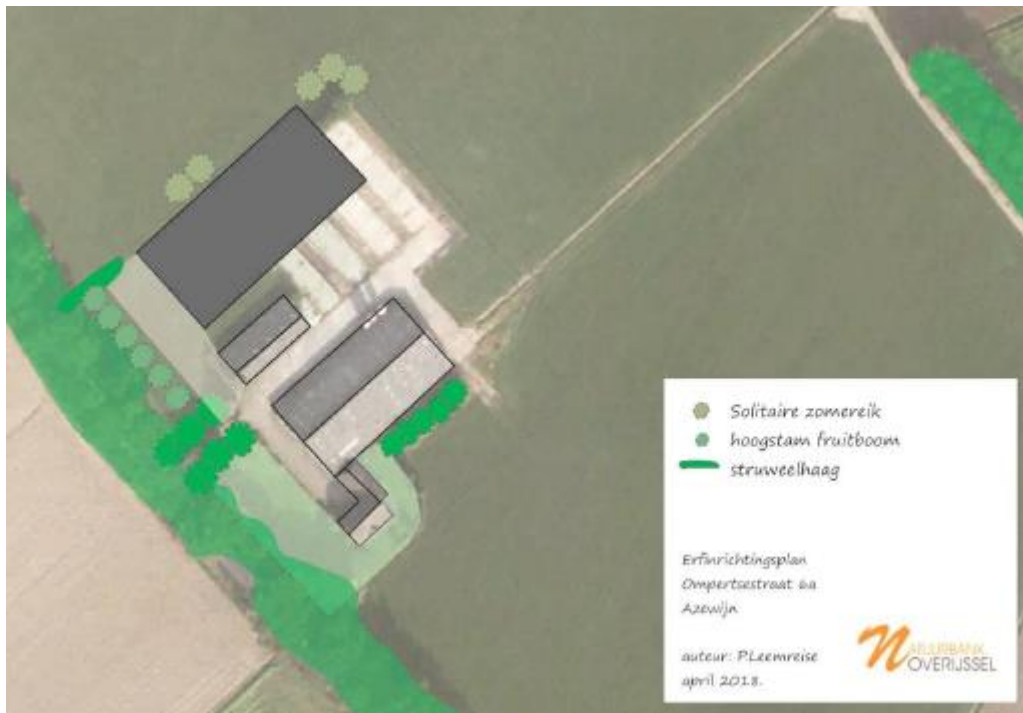 Solitaire zomereik
hoogstam fruitboom
struweelhaag
Erfinrichtingsplan
Ompertsestraat 6a
Azewijn
auteur: P.Leemreise
april 2018.
NATUURBANK
OVERIJSSEL